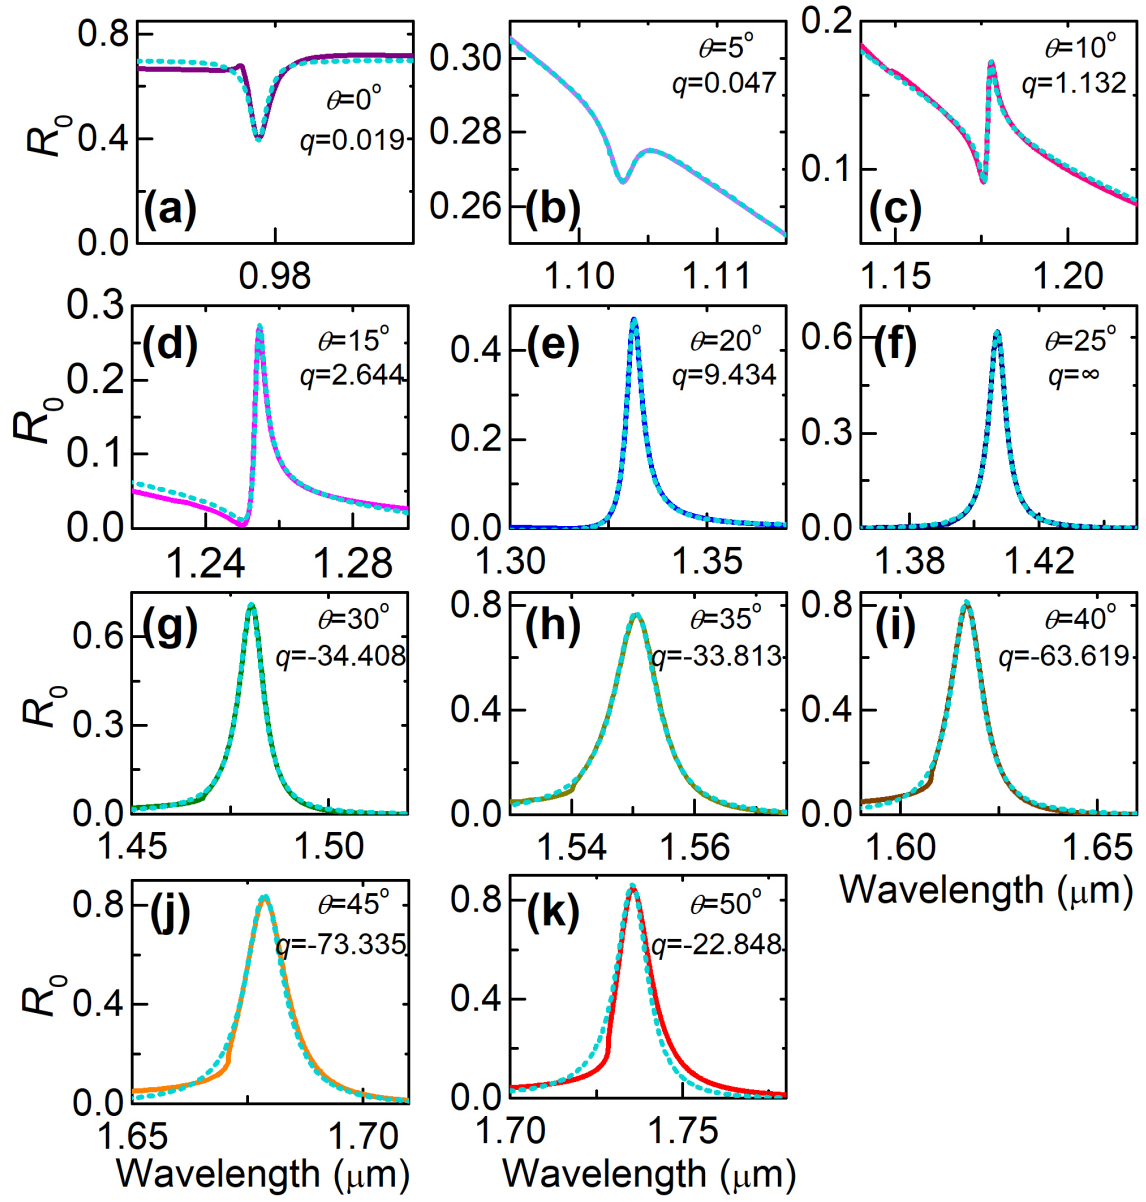 0.8
0.4
0.0
R₀
θ=0°
q=0.019
(a)
0.98
0.30
0.28
0.26
θ=5°
q=0.047
(b)
1.10
1.11
0.2
0.1
θ=10°
q=1.132
(c)
1.15
1.20
0.3
0.2
0.1
0.0
R₀
(d)
θ=15°
q=2.644
1.24
1.28
0.4
0.2
0.0
(e)
θ=20°
q=9.434
1.30
1.35
0.6
0.3
0.0
(f)
θ=25°
q=∞
1.38
1.42
0.6
0.3
0.0
R₀
(g)
θ=30°
q=-34.408
1.45
1.50
0.8
0.4
0.0
(h)
θ=35°
q=-33.813
1.54
1.56
0.8
0.4
0.0
(i)
θ=40°
q=-63.619
1.60
1.65
Wavelength (μm)
0.8
0.4
0.0
R₀
(j)
θ=45°
q=-73.335
1.65
1.70
Wavelength (μm)
0.8
0.4
0.0
(k)
θ=50°
q=-22.848
1.70
1.75
Wavelength (μm)